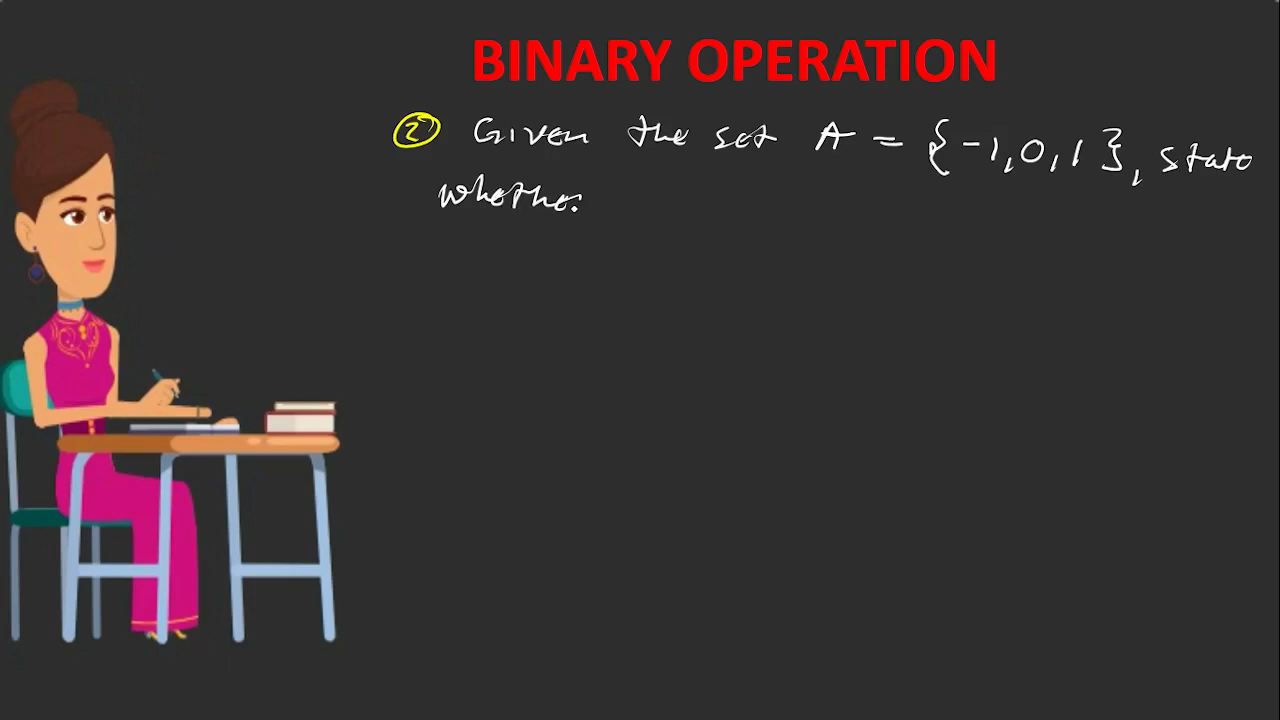 BINARY OPERATION
② Given the set A = {-1, 0, 1}, state
whether: